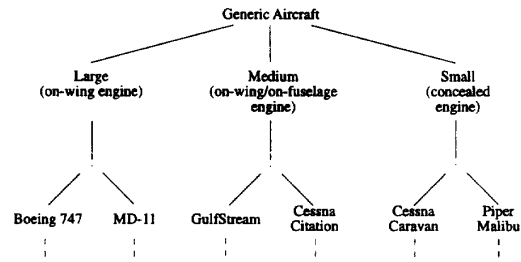 Generic Aircraft
Large
(on-wing engine)
Medium
(on-wing/on-fuselage
engine)
Small
(concealed
engine)
Boeing 747
MD-11
GulfStream
Cessna
Citation
Cessna
Caravan
Piper
Malibu